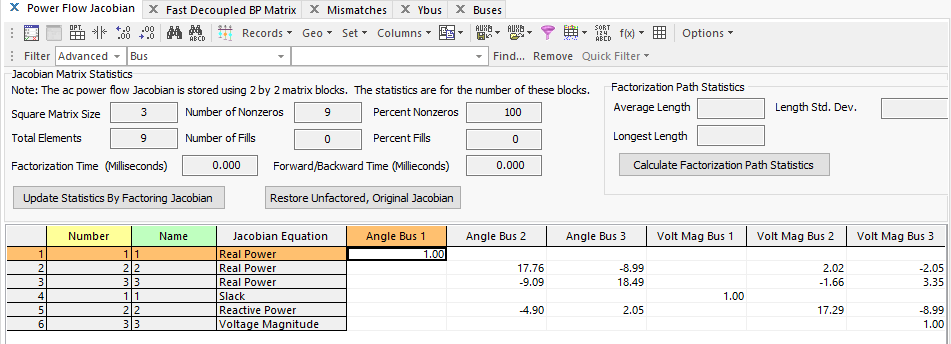 Power Flow Jacobian Fast Decoupled BP Matrix Mismatches Ybus Buses
OPT. .00 +.0 AUXB AUXB SORT
ABCD Records Geo Set Columns 124 ABCD f(x) Options
Filter Advanced Bus Find... Remove Quick Filter
Jacobian Matrix Statistics
Note: The ac power flow Jacobian is stored using 2 by 2 matrix blocks. The statistics are for the number of these blocks.
Square Matrix Size 3 Number of Nonzeros 9 Percent Nonzeros 100
Total Elements 9 Number of Fills 0 Percent Fills 0
Factorization Time (Milliseconds) 0.000 Forward/Backward Time (Millieconds) 0.000
Update Statistics By Factoring Jacobian Restore Unfactored, Original Jacobian
Factorization Path Statistics
Average Length Length Std. Dev.
Longest Length
Calculate Factorization Path Statistics
Number Name Jacobian Equation Angle Bus 1 Angle Bus 2 Angle Bus 3 Volt Mag Bus 1 Volt Mag Bus 2 Volt Mag Bus 3
1 1 1 Real Power 1.00
2 2 2 Real Power 17.76 -8.99 2.02 -2.05
3 3 3 Real Power -9.09 18.49 -1.66 3.35
4 1 1 Slack 1.00
5 2 2 Reactive Power -4.90 2.05 17.29 -8.99
6 3 3 Voltage Magnitude 1.00